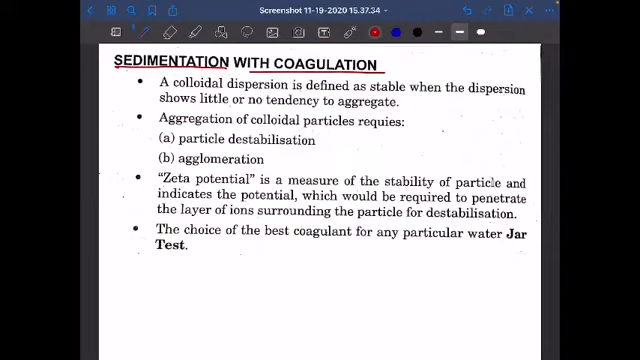 Screenshot 11-19-2020 15.37.34
SEDIMENTATION WITH COAGULATION
• A colloidal dispersion is defined as stable when the dispersion
shows little or no tendency to aggregate.
• Aggregation of colloidal particles requies:
(a) particle destabilisation
(b) agglomeration
• "Zeta potential" is a measure of the stability of particle and
indicates the potential, which would be required to penetrate
the layer of ions surrounding the particle for destabilisation.
• The choice of the best coagulant for any particular water Jar
Test.